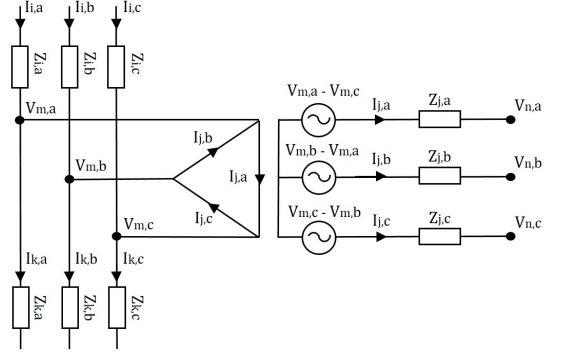 Ii,a Ii,b Ii,c
Zi,a Zi,b Zi,c
Vm,a
Vm,b
Vm,c
Ij,b
Ij,a
Ij,c
Vm,a - Vm,c
Ij,a
Zj,a
Vn,a
Vm,b - Vm,a
Ij,b
Zj,b
Vn,b
Vm,c - Vm,b
Ij,c
Zj,c
Vn,c
Ik,a Ik,b Ik,c
Zk,a Zk,b Zk,c